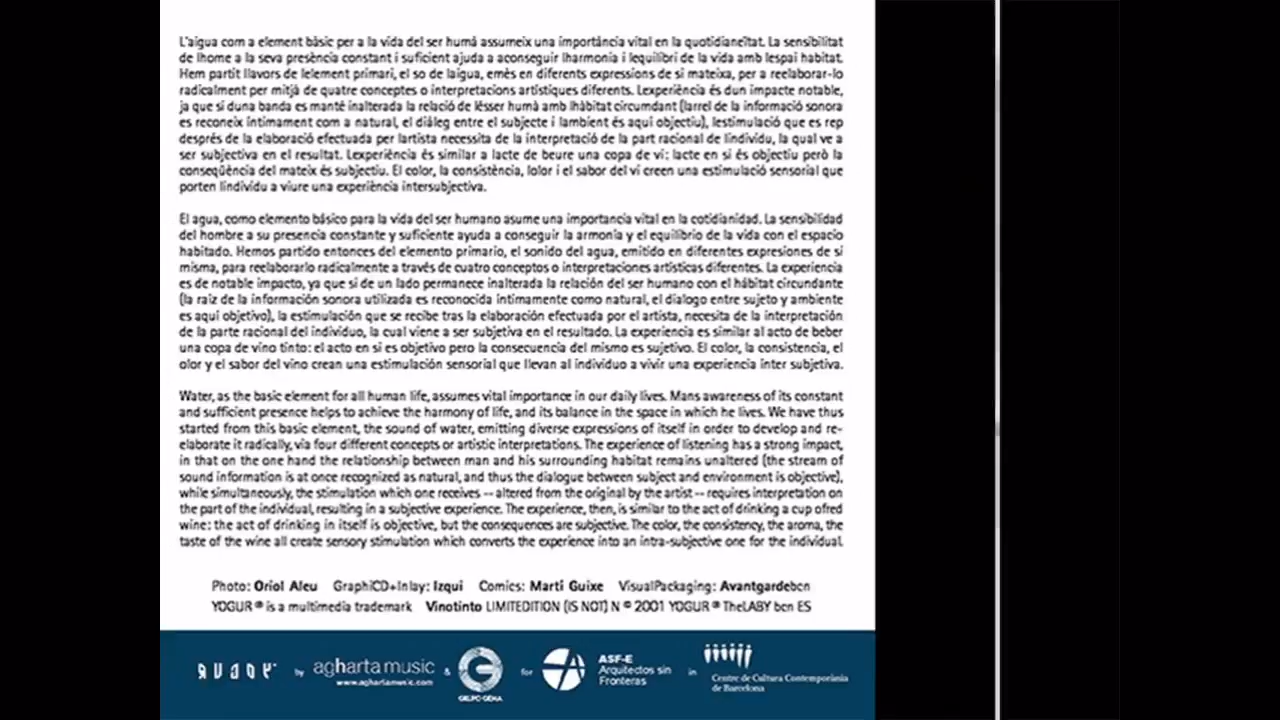 L'aigua com a element bàsic per a la vida del ser humà assumeix una importància vital en la quotidianeïtat. La sensibilitat
de lhome a la seva presència constant i suficient ajuda a aconseguir lharmonia i lequilibri de la vida amb lespai habitat.
Hem partit llavors de lelement primari, el so de laigua, emès en diferents expressions de si mateixa, per a reelaborar-lo
radicalment per mitjà de quatre conceptes o interpretacions artístiques diferents. Lexperiència és dun impacte notable,
ja que si duna banda es manté inalterada la relació de lèsser humà amb lhàbitat circumdant (larrel de la informació sonora
es reconeix intimament com a natural, el diàleg entre el subjecte i lambient és aqui objectiu), lestimulació que es rep
després de la elaboració efectuada per lartista necessita de la interpretació de la part racional de lindividu, la qual ve a
ser subjectiva en el resultat. Lexperiència és similar a lacte de beure una copa de vi: lacte en si és objectiu però la
conseqüència del mateix és subjectiu. El color, la consistència, lolor i el sabor del vi creen una estimulació sensorial que
porten lindividu a viure una experiència intersubjectiva.
El agua, como elemento básico para la vida del ser humano asume una importancia vital en la cotidianidad. La sensibilidad
del hombre a su presencia constante y suficiente ayuda a conseguir la armonia y el equilibrio de la vida con el espacio
habitado. Hemos partido entonces del elemento primario, el sonido del agua, emitido en diferentes expresiones de si
misma, para reelaborarlo radicalmente a través de cuatro conceptos o interpretaciones artísticas diferentes. La experiencia
es de notable impacto, ya que si de un lado permanece inalterada la relación del ser humano con el hábitat circundante
(la raiz de la información sonora utilizada es reconocida intimamente como natural, el dialogo entre sujeto y ambiente
es aqui objetivo), la estimulación que se recibe tras la elaboración efectuada por el artista, necesita de la interpretación
de la parte racional del individuo, la cual viene a ser subjetiva en el resultado. La experiencia es similar al acto de beber
una copa de vino tinto: el acto en si es objetivo pero la consecuencia del mismo es sujetivo. El color, la consistencia, el
olor y el sabor del vino crean una estimulación sensorial que llevan al individuo a vivir una experiencia inter subjetiva.
Water, as the basic element for all human life, assumes vital importance in our daily lives. Mans awareness of its constant
and sufficient presence helps to achieve the harmony of life, and its balance in the space in which he lives. We have thus
started from this basic element, the sound of water, emitting diverse expressions of itself in order to develop and re-
elaborate it radically, via four different concepts or artistic interpretations. The experience of listening has a strong impact,
in that on the one hand the relationship between man and his surrounding habitat remains unaltered (the stream of
sound information is at once recognized as natural, and thus the dialogue between subject and environment is objective),
while simultaneously, the stimulation which one receives -- altered from the original by the artist -- requires interpretation on
the part of the individual, resulting in a subjective experience. The experience, then, is similar to the act of drinking a cup ofred
wine: the act of drinking in itself is objective, but the consequences are subjective. The color, the consistency, the aroma, the
taste of the wine all create sensory stimulation which converts the experience into an intra-subjective one for the individual.
Photo: Oriol Aleu GraphiCD+Inlay: Izqui Comics: Martí Guixe VisualPackaging: Avantgardebcn
YOGUR ® is a multimedia trademark Vinotinto LIMITEDITION (IS NOT) N © 2001 YOGUR ® TheLABY bcn ES
by agharta music & for ASF-E Arquitectos sin Fronteras in Centre de Cultura Contemporània de Barcelona
www.aghartamusic.com